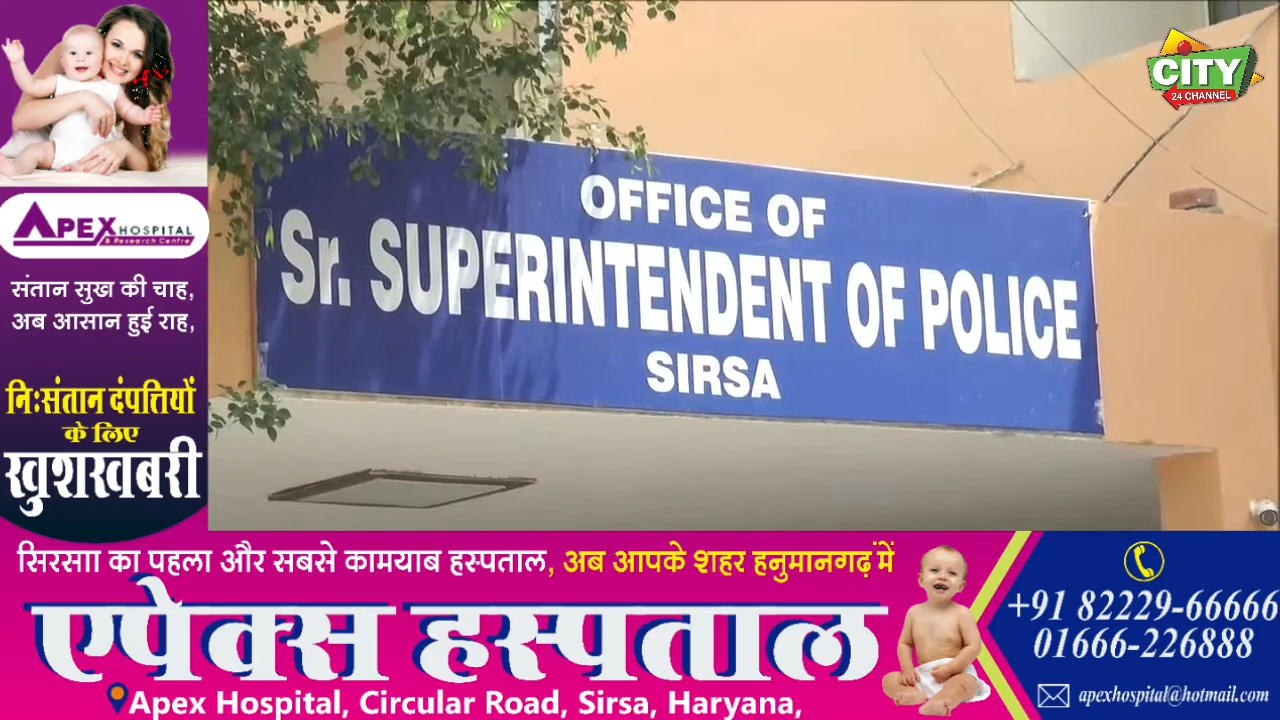 CITY
24 CHANNEL
OFFICE OF
Sr. SUPERINTENDENT OF POLICE
SIRSA
APEX HOSPITAL
& Research Centre
संतान सुख की चाह,
अब आसान हुई राह,
निःसंतान दंपत्तियों
के लिए
खुशखबरी
सिरसाा का पहला और सबसे कामयाब हस्पताल, अब आपके शहर हनुमानगढ़ में
एपेक्स हस्पताल
Apex Hospital, Circular Road, Sirsa, Haryana,
+91 82229-66666
01666-226888
apexhospital@hotmail.com